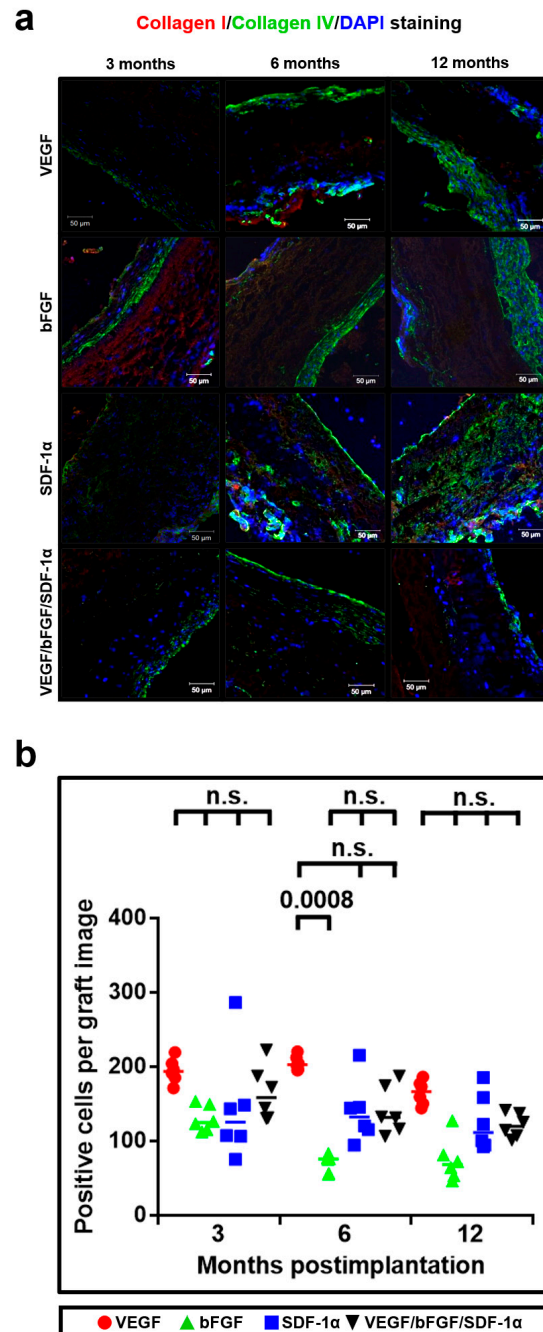 a
Collagen I/Collagen IV/DAPI staining
3 months 6 months 12 months
VEGF
50 µm 50 µm 50 µm
bFGF
50 µm 50 µm 50 µm
SDF-1α
50 µm 50 µm 50 µm
VEGF/bFGF/SDF-1α
50 µm 50 µm 50 µm
b
n.s. n.s. n.s.
n.s.
0.0008
Positive cells per graft image
400
300
200
100
0
3 6 12
Months postimplantation
VEGF bFGF SDF-1α VEGF/bFGF/SDF-1α